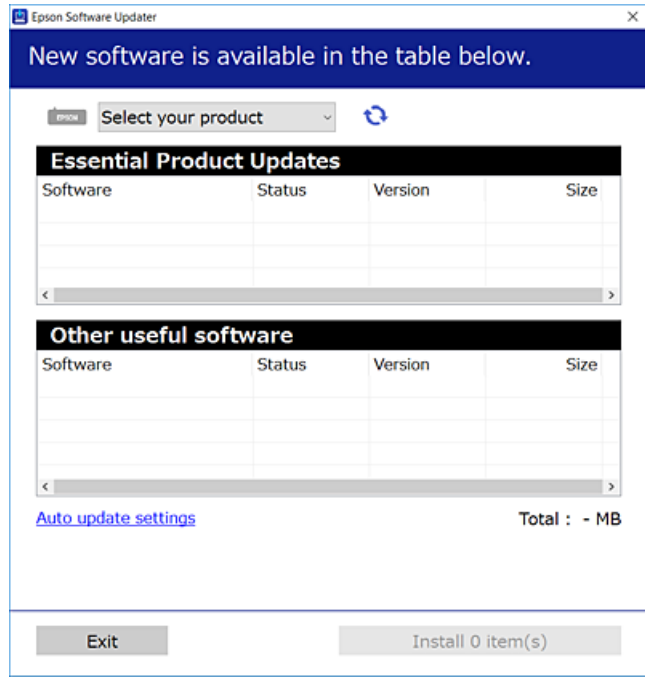 Epson Software Updater
New software is available in the table below.
EPSON Select your product
Essential Product Updates
Software Status Version Size
Other useful software
Software Status Version Size
Auto update settings Total : - MB
Exit Install 0 item(s)